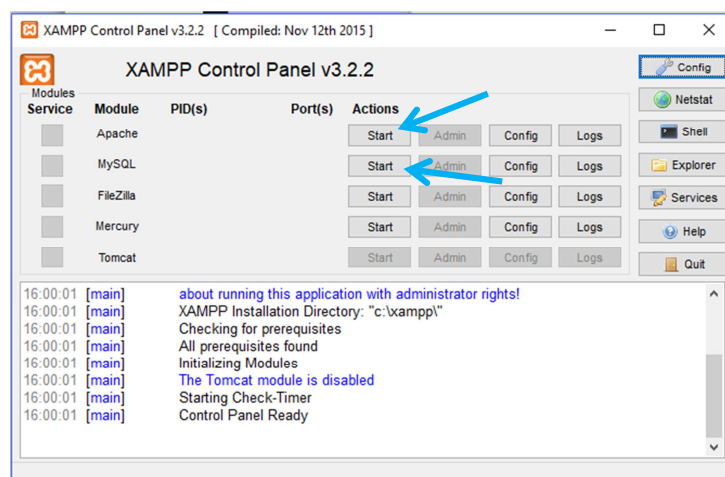 XAMPP Control Panel v3.2.2 [ Compiled: Nov 12th 2015 ]
XAMPP Control Panel v3.2.2
Config
Modules
Service Module PID(s) Port(s) Actions
Netstat
Apache Start Admin Config Logs
Shell
MySQL Start Admin Config Logs
Explorer
FileZilla Start Admin Config Logs
Services
Mercury Start Admin Config Logs
Help
Tomcat Start Admin Config Logs
Quit
16:00:01 [main] about running this application with administrator rights!
16:00:01 [main] XAMPP Installation Directory: "c:\xampp\"
16:00:01 [main] Checking for prerequisites
16:00:01 [main] All prerequisites found
16:00:01 [main] Initializing Modules
16:00:01 [main] The Tomcat module is disabled
16:00:01 [main] Starting Check-Timer
16:00:01 [main] Control Panel Ready